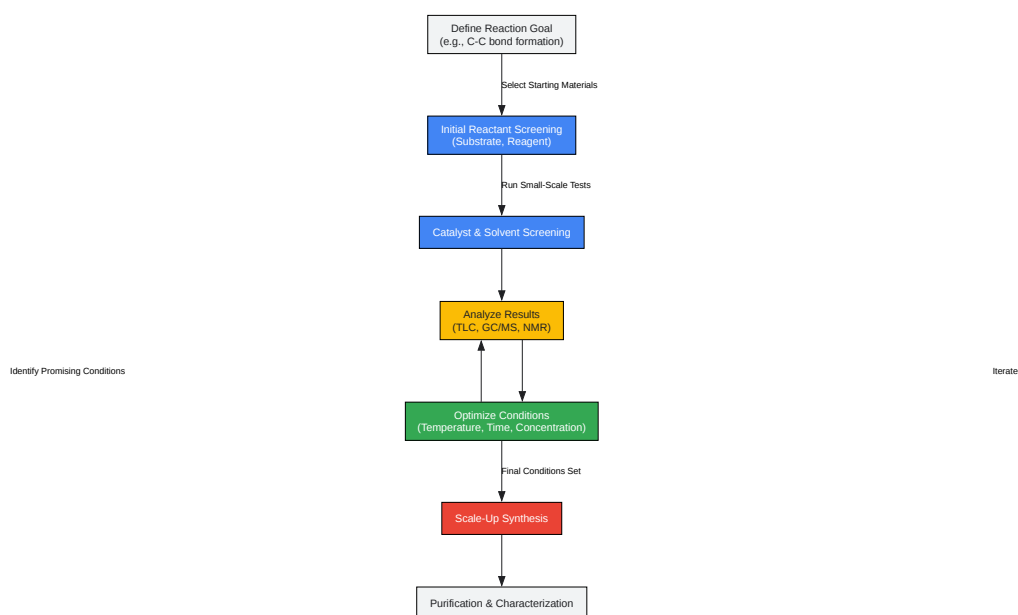 Define Reaction Goal
(e.g., C-C bond formation)
Select Starting Materials
Initial Reactant Screening
(Substrate, Reagent)
Run Small-Scale Tests
Catalyst & Solvent Screening
Analyze Results
(TLC, GC/MS, NMR)
Identify Promising Conditions
Iterate
Optimize Conditions
(Temperature, Time, Concentration)
Final Conditions Set
Scale-Up Synthesis
Purification & Characterization